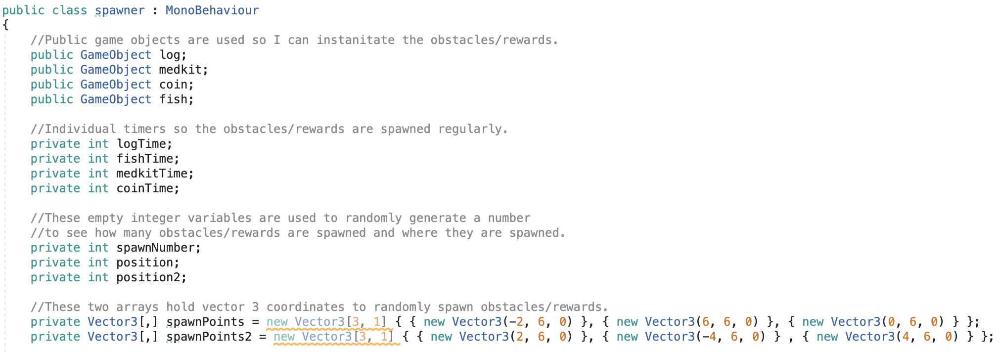 public class spawner : MonoBehaviour
{
//Public game objects are used so I can instanitate the obstacles/rewards.
public GameObject log;
public GameObject medkit;
public GameObject coin;
public GameObject fish;
//Individual timers so the obstacles/rewards are spawned regularly.
private int logTime;
private int fishTime;
private int medkitTime;
private int coinTime;
//These empty integer variables are used to randomly generate a number
//to see how many obstacles/rewards are spawned and where they are spawned.
private int spawnNumber;
private int position;
private int position2;
//These two arrays hold vector 3 coordinates to randomly spawn obstacles/rewards.
private Vector3[,] spawnPoints = new Vector3[3, 1] { { new Vector3(-2, 6, 0) }, { new Vector3(6, 6, 0) }, { new Vector3(0, 6, 0) } };
private Vector3[,] spawnPoints2 = new Vector3[3, 1] { { new Vector3(2, 6, 0) }, { new Vector3(-4, 6, 0) } , { new Vector3(4, 6, 0) } };